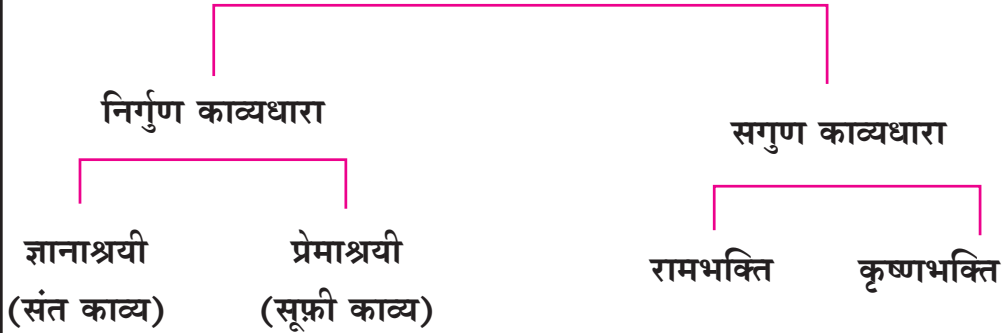 निर्गुण काव्यधारा
सगुण काव्यधारा
ज्ञानाश्रयी
(संत काव्य)
प्रेमाश्रयी
(सूफ़ी काव्य)
रामभक्ति
कृष्णभक्ति